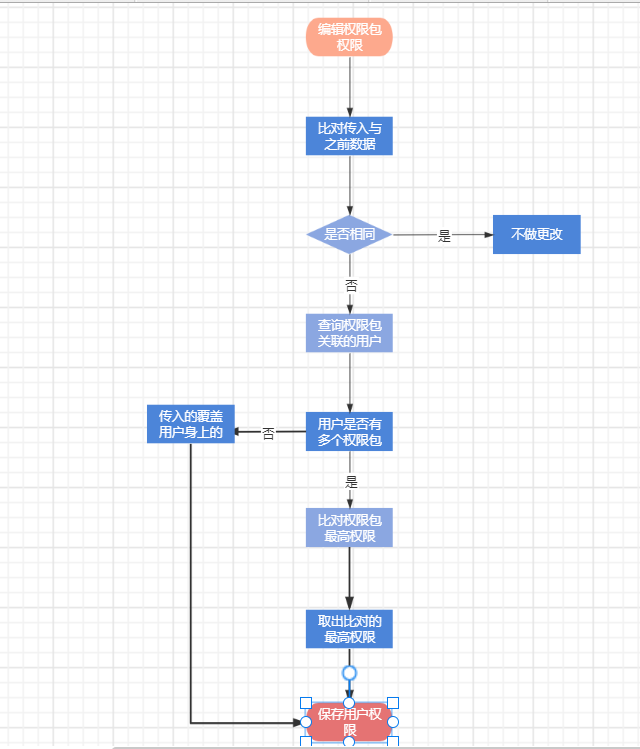 编辑权限包
权限
比对传入与
之前数据
是否相同
是
不做更改
否
查询权限包
关联的用户
传入的覆盖
用户身上的
否
用户是否有
多个权限包
是
比对权限包
最高权限
取出比对的
最高权限
保存用户权
限